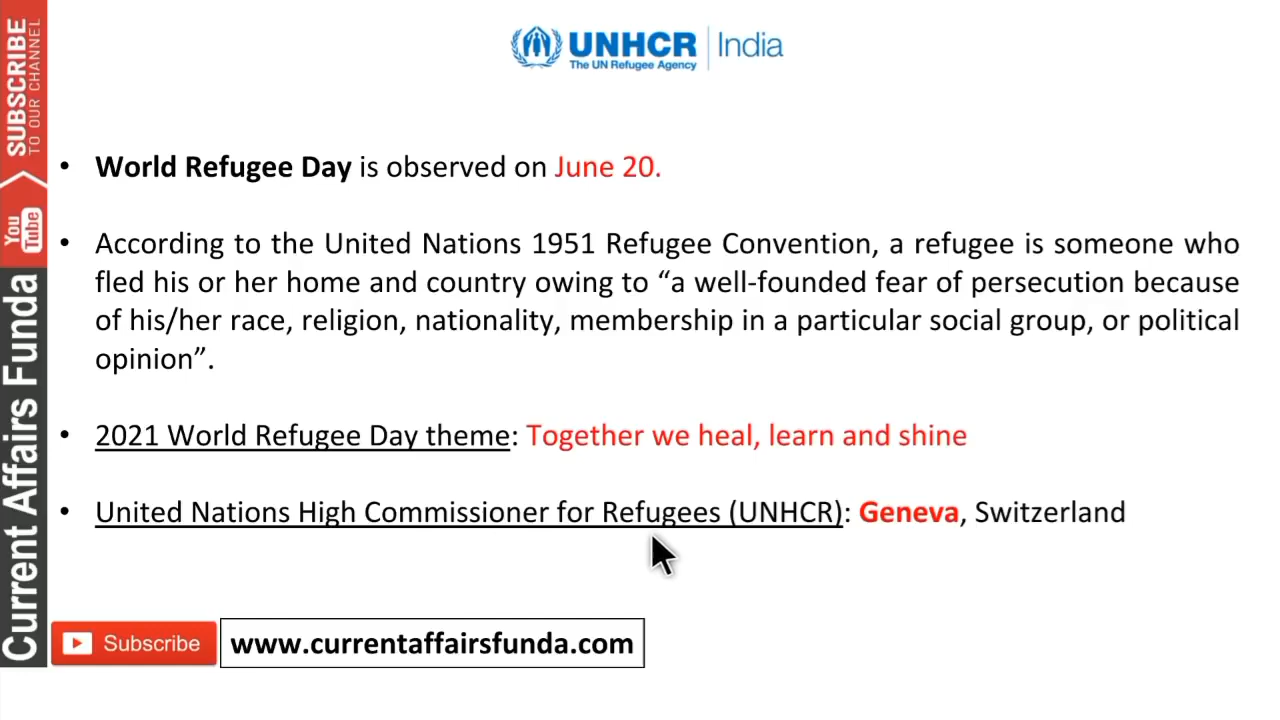 UNHCR India
The UN Refugee Agency
SUBSCRIBE
TO OUR CHANNEL
You
Tube
Current Affairs Funda
• World Refugee Day is observed on June 20.
• According to the United Nations 1951 Refugee Convention, a refugee is someone who
fled his or her home and country owing to “a well-founded fear of persecution because
of his/her race, religion, nationality, membership in a particular social group, or political
opinion”.
• 2021 World Refugee Day theme: Together we heal, learn and shine
• United Nations High Commissioner for Refugees (UNHCR): Geneva, Switzerland
Subscribe
www.currentaffairsfunda.com